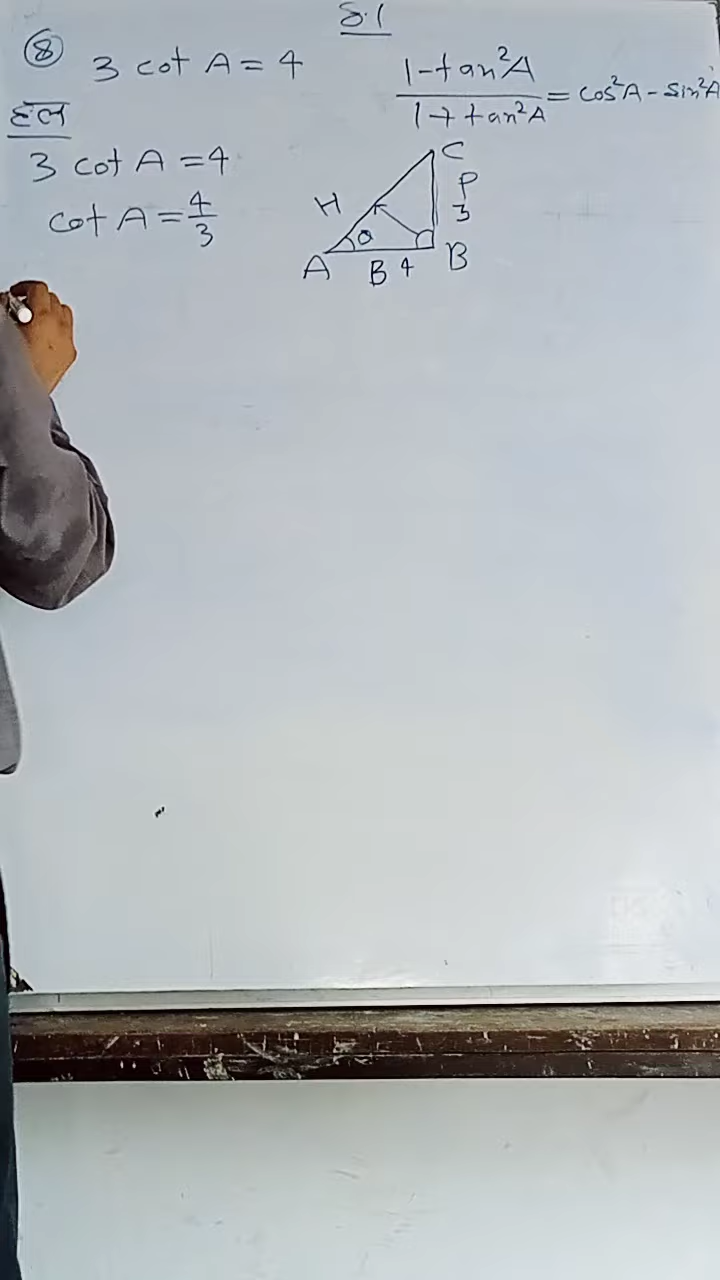 8.1
⑧ 3 cot A = 4
1 - tan²A / 1 + tan²A = cos²A - sin²A
हल
3 cot A = 4
cot A = 4/3
C
H
P
3
θ
A
B 4
B